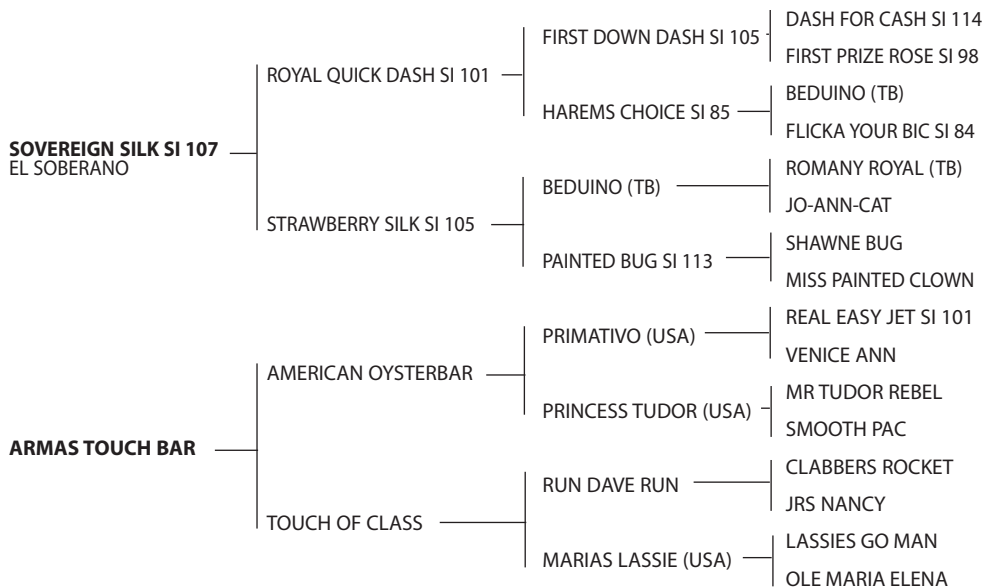 DASH FOR CASH SI 114
FIRST DOWN DASH SI 105
FIRST PRIZE ROSE SI 98
ROYAL QUICK DASH SI 101
BEDUINO (TB)
HAREMS CHOICE SI 85
FLICKA YOUR BIC SI 84
SOVEREIGN SILK SI 107
EL SOBERANO
ROMANY ROYAL (TB)
BEDUINO (TB)
JO-ANN-CAT
STRAWBERRY SILK SI 105
SHAWNE BUG
PAINTED BUG SI 113
MISS PAINTED CLOWN
REAL EASY JET SI 101
PRIMATIVO (USA)
VENICE ANN
AMERICAN OYSTERBAR
MR TUDOR REBEL
PRINCESS TUDOR (USA)
SMOOTH PAC
ARMAS TOUCH BAR
CLABBERS ROCKET
RUN DAVE RUN
JRS NANCY
TOUCH OF CLASS
LASSIES GO MAN
MARIAS LASSIE (USA)
OLE MARIA ELENA